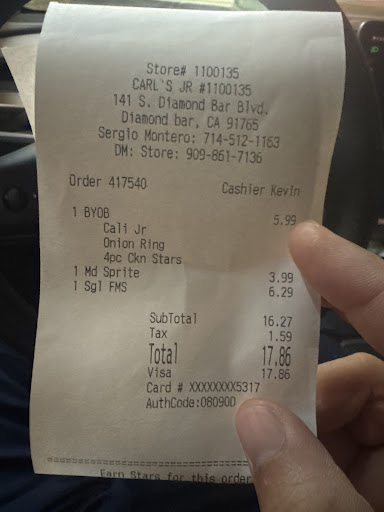 Store# 1100135
CARL`S JR #1100135
141 S. Diamond Bar Blvd.
Diamond bar, CA 91765
Sergio Montero: 714-512-1163
DM: Store: 909-861-7136
Order 417540 Cashier Kevin
1 BYOB 5.99
Cali Jr
Onion Ring
4pc Ckn Stars
1 Md Sprite 3.99
1 Sgl FMS 6.29
SubTotal 16.27
Tax 1.59
Total 17.86
Visa 17.86
Card # XXXXXXXX5317
AuthCode:08090D
Earn Stars for this order